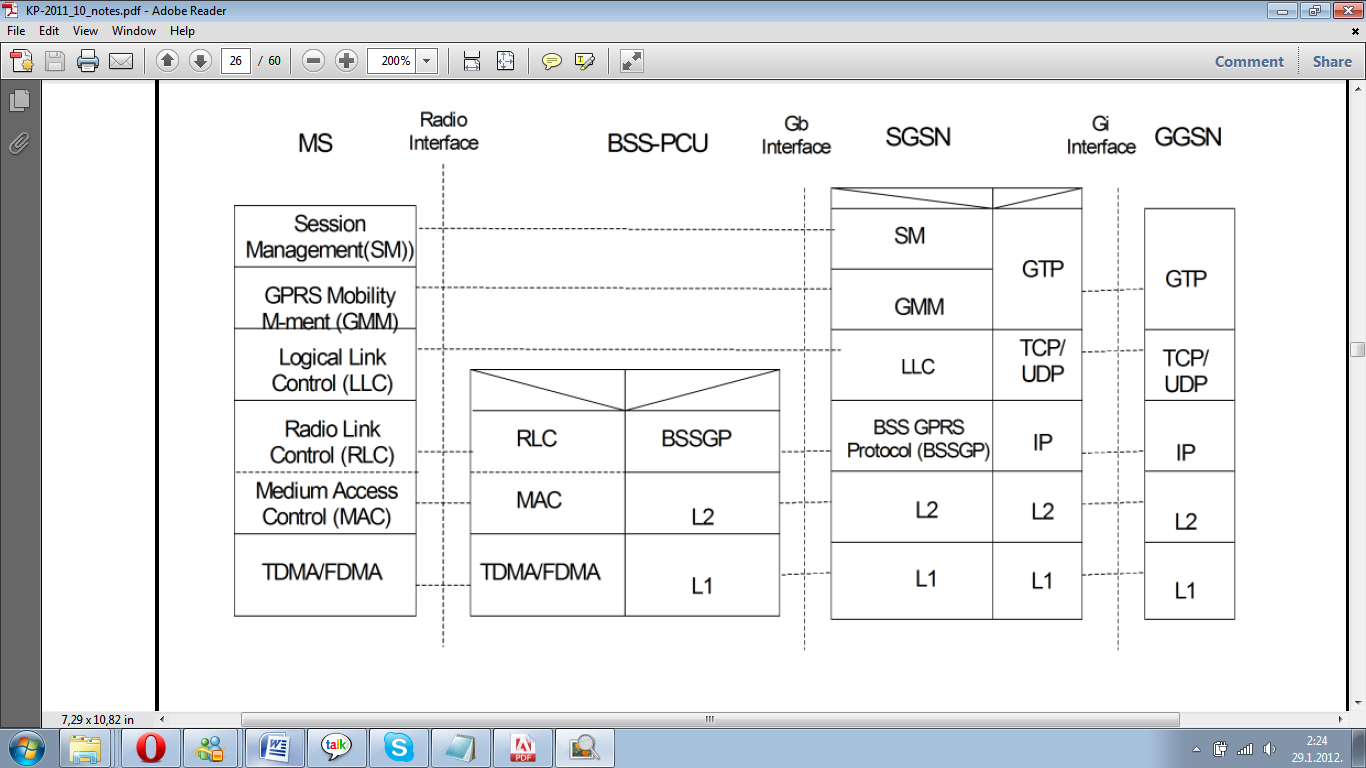 KP-2011_10_notes.pdf - Adobe Reader
File Edit View Window Help
26 / 60 200% Comment Share
MS
Radio
Interface
BSS-PCU
Gb
Interface
SGSN
Gi
Interface
GGSN
Session
Management(SM))
GPRS Mobility
M-ment (GMM)
Logical Link
Control (LLC)
Radio Link
Control (RLC)
Medium Access
Control (MAC)
TDMA/FDMA
RLC
MAC
TDMA/FDMA
BSSGP
L2
L1
SM
GMM
LLC
BSS GPRS
Protocol (BSSGP)
L2
L1
GTP
TCP/
UDP
IP
L2
L1
GTP
TCP/
UDP
IP
L2
L1
7,29 x 10,82 in
talk
PDF
2:24
29.1.2012.